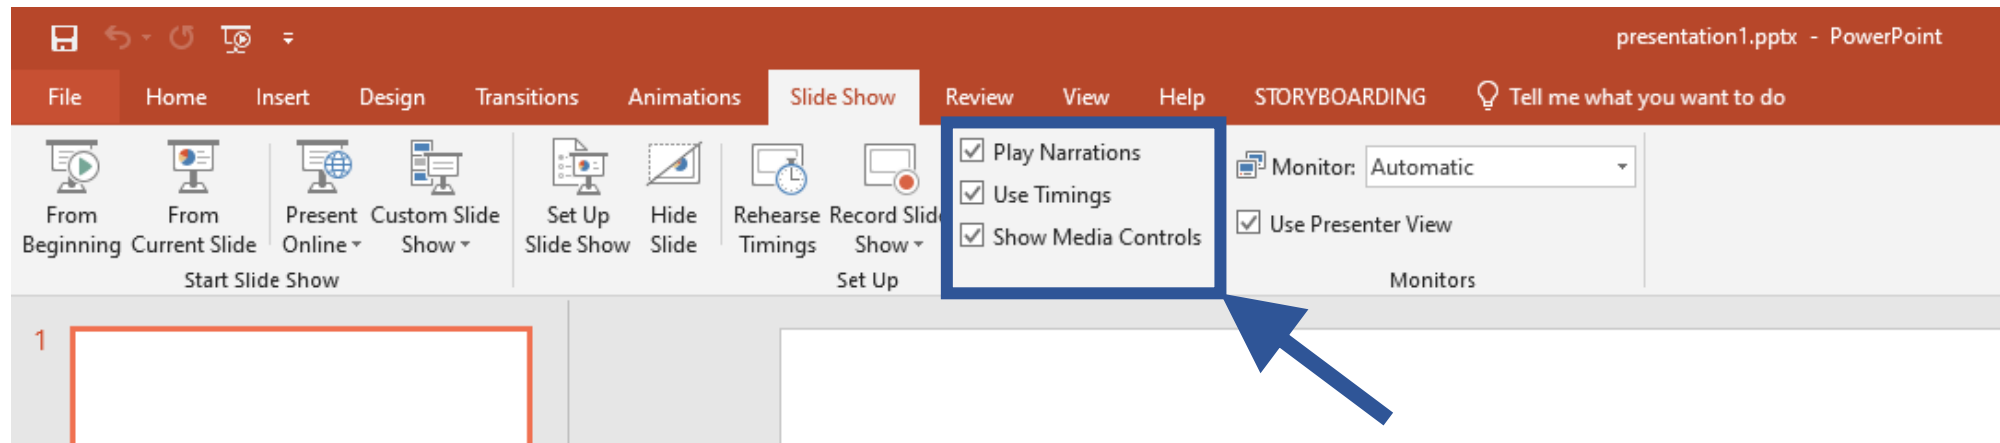 presentation1.pptx - PowerPoint
File Home Insert Design Transitions Animations Slide Show Review View Help STORYBOARDING Tell me what you want to do
From Beginning
From Current Slide
Present Online
Custom Slide Show
Set Up Slide Show
Hide Slide
Rehearse Timings
Record Slid
Show
Play Narrations
Use Timings
Show Media Controls
Monitor: Automatic
Use Presenter View
Start Slide Show
Set Up
Monitors
1